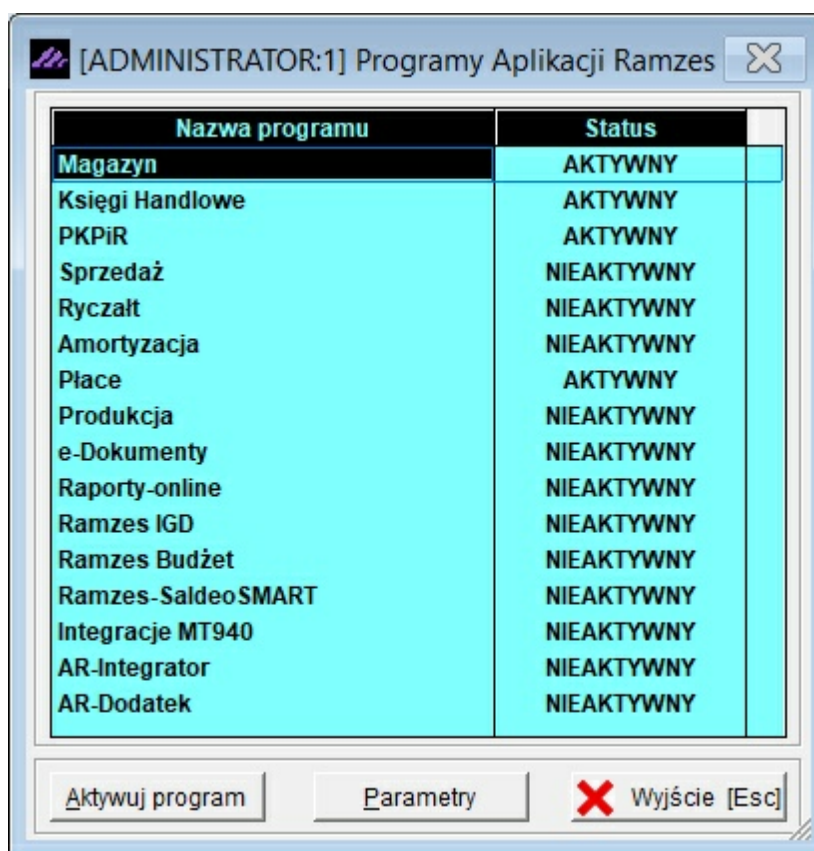 [ADMINISTRATOR:1] Programy Aplikacji Ramzes
Nazwa programu Status
Magazyn AKTYWNY
Księgi Handlowe AKTYWNY
PKPiR AKTYWNY
Sprzedaż NIEAKTYWNY
Ryczałt NIEAKTYWNY
Amortyzacja NIEAKTYWNY
Płace AKTYWNY
Produkcja NIEAKTYWNY
e-Dokumenty NIEAKTYWNY
Raporty-online NIEAKTYWNY
Ramzes IGD NIEAKTYWNY
Ramzes Budżet NIEAKTYWNY
Ramzes-SaldeoSMART NIEAKTYWNY
Integracje MT940 NIEAKTYWNY
AR-Integrator NIEAKTYWNY
AR-Dodatek NIEAKTYWNY
Aktywuj program Parametry Wyjście [Esc]